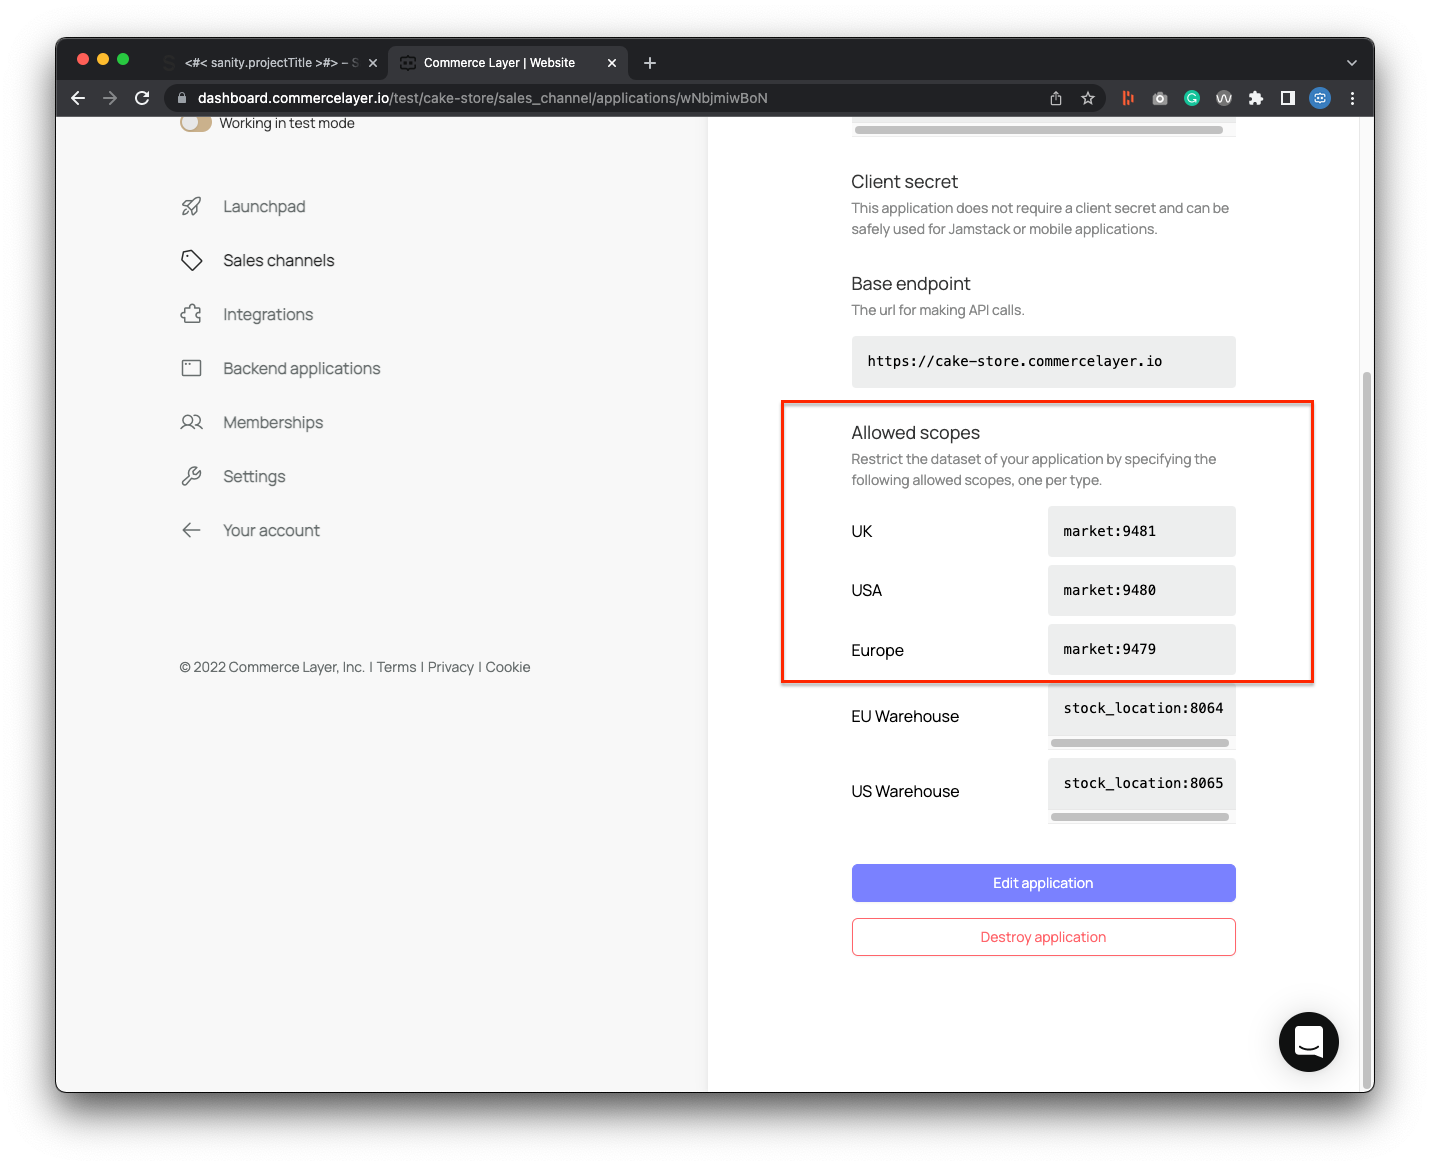 <#< sanity.projectTitle >#> – S
Commerce Layer | Website
dashboard.commercelayer.io/test/cake-store/sales_channel/applications/wNbjmiwBoN
Working in test mode
Launchpad
Sales channels
Integrations
Backend applications
Memberships
Settings
Your account
© 2022 Commerce Layer, Inc. | Terms | Privacy | Cookie
Client secret
This application does not require a client secret and can be
safely used for Jamstack or mobile applications.
Base endpoint
The url for making API calls.
https://cake-store.commercelayer.io
Allowed scopes
Restrict the dataset of your application by specifying the
following allowed scopes, one per type.
UK market:9481
USA market:9480
Europe market:9479
EU Warehouse stock_location:8064
US Warehouse stock_location:8065
Edit application
Destroy application